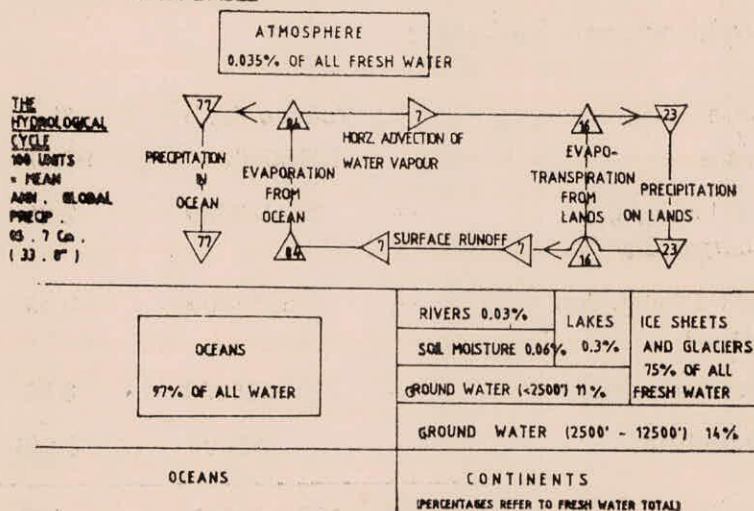 ATMOSPHERE
0.035% OF ALL FRESH WATER
THE
HYDROLOGICAL
CYCLE
100 UNITS
= MEAN
ANN. GLOBAL
PRECIP.
(33.8")
77
84
7
16
23
HORZ ADVECTION OF
WATER VAPOUR
PRECIPITATION
IN
OCEAN
EVAPORATION
FROM
OCEAN
EVAPO-
TRANSPIRATION
FROM
LANDS
PRECIPITATION
ON LANDS
77
84
7
SURFACE RUNOFF
7
16
23
OCEANS
97% OF ALL WATER
RIVERS 0.03%
SOIL MOISTURE 0.06%
LAKES
0.3%
ICE SHEETS
AND GLACIERS
75% OF ALL
FRESH WATER
GROUND WATER (<2500') 11%
GROUND WATER (2500' - 12500') 14%
OCEANS
CONTINENTS
(PERCENTAGES REFER TO FRESH WATER TOTAL)